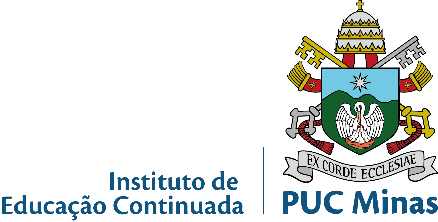 EX CORDE ECCLESIAE
Instituto de
Educação Continuada
PUC Minas